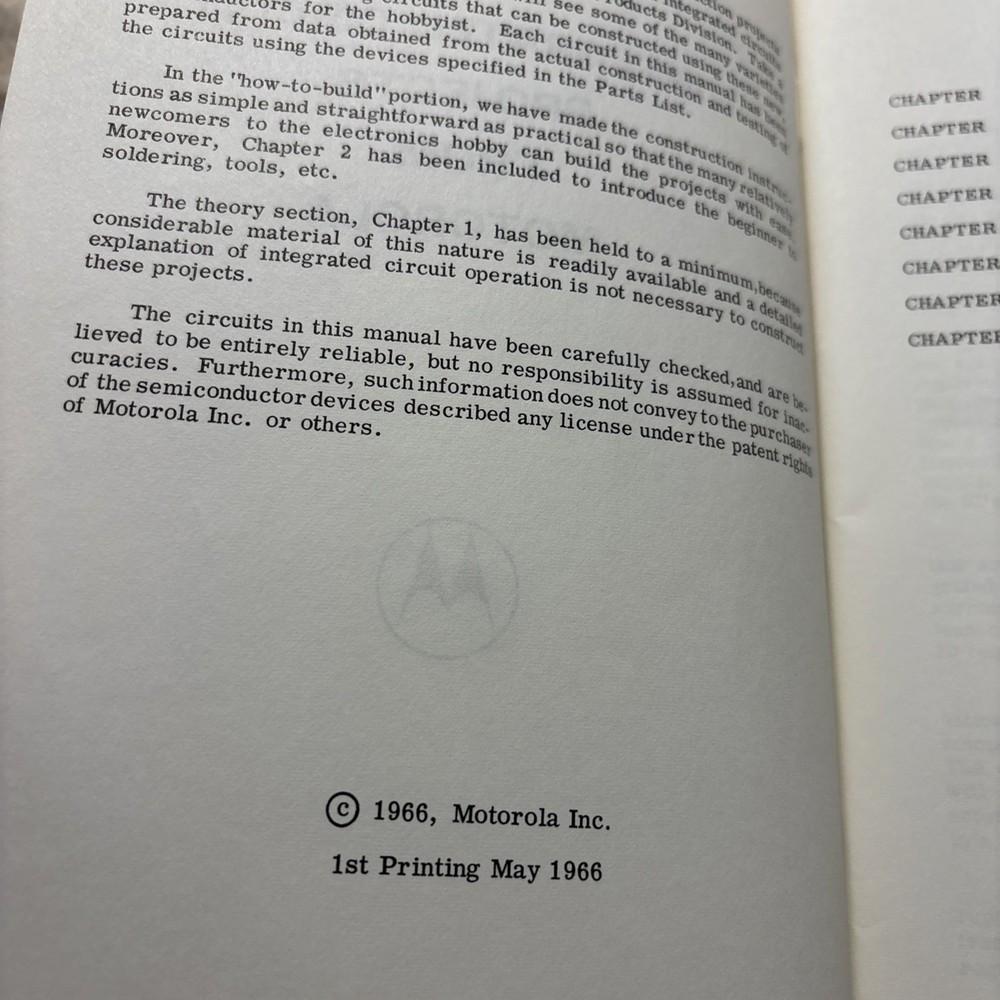 ction projects
integrated circuits
will see some of the many varieties
roducts Division. Take a
circuits that can be constructed using these new
ductors for the hobbyist. Each circuit in this manual has been
prepared from data obtained from the actual construction and testing of
the circuits using the devices specified in the Parts List.
In the "how-to-build" portion, we have made the construction instruc-
tions as simple and straightforward as practical so that the many relatively
newcomers to the electronics hobby can build the projects with ease.
Moreover, Chapter 2 has been included to introduce the beginner to
soldering, tools, etc.
The theory section, Chapter 1, has been held to a minimum, because
considerable material of this nature is readily available and a detailed
explanation of integrated circuit operation is not necessary to construct
these projects.
The circuits in this manual have been carefully checked, and are be-
lieved to be entirely reliable, but no responsibility is assumed for inac-
curacies. Furthermore, such information does not convey to the purchaser
of the semiconductor devices described any license under the patent rights
of Motorola Inc. or others.
© 1966, Motorola Inc.
1st Printing May 1966
CHAPTER
CHAPTER
CHAPTER
CHAPTER
CHAPTER
CHAPTER
CHAPTER
CHAPTER